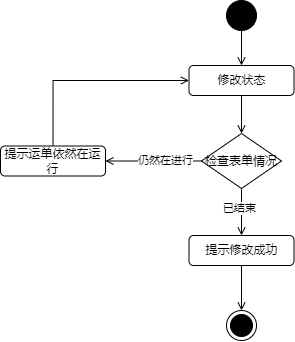 修改状态
提示运单依然在运
行
仍然在进行
检查表单情况
已结束
提示修改成功